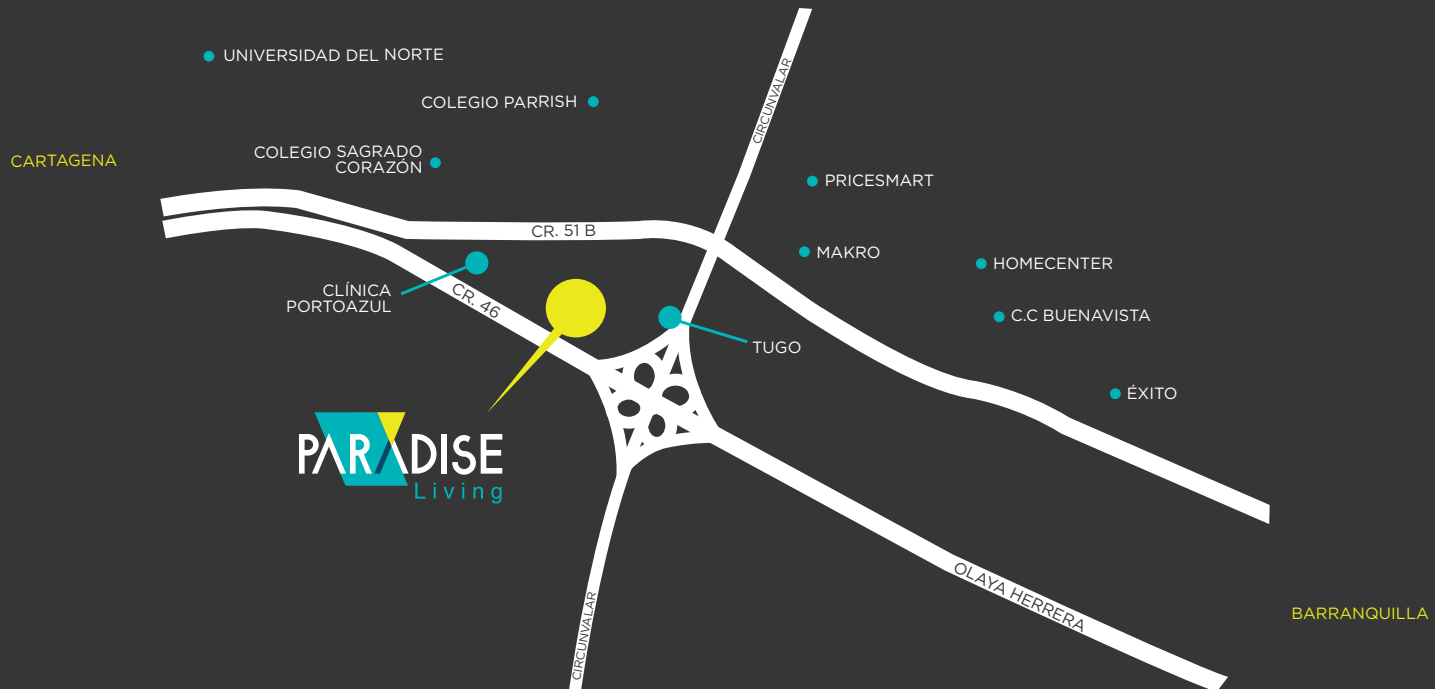 UNIVERSIDAD DEL NORTE
COLEGIO PARRISH
CIRCUNVALAR
COLEGIO SAGRADO
CORAZÓN
CARTAGENA
PRICESMART
CR. 51 B
MAKRO
HOMECENTER
CLÍNICA
PORTOAZUL
CR. 46
C.C BUENAVISTA
TUGO
ÉXITO
PARADISE
Living
OLAYA HERRERA
CIRCUNVALAR
BARRANQUILLA